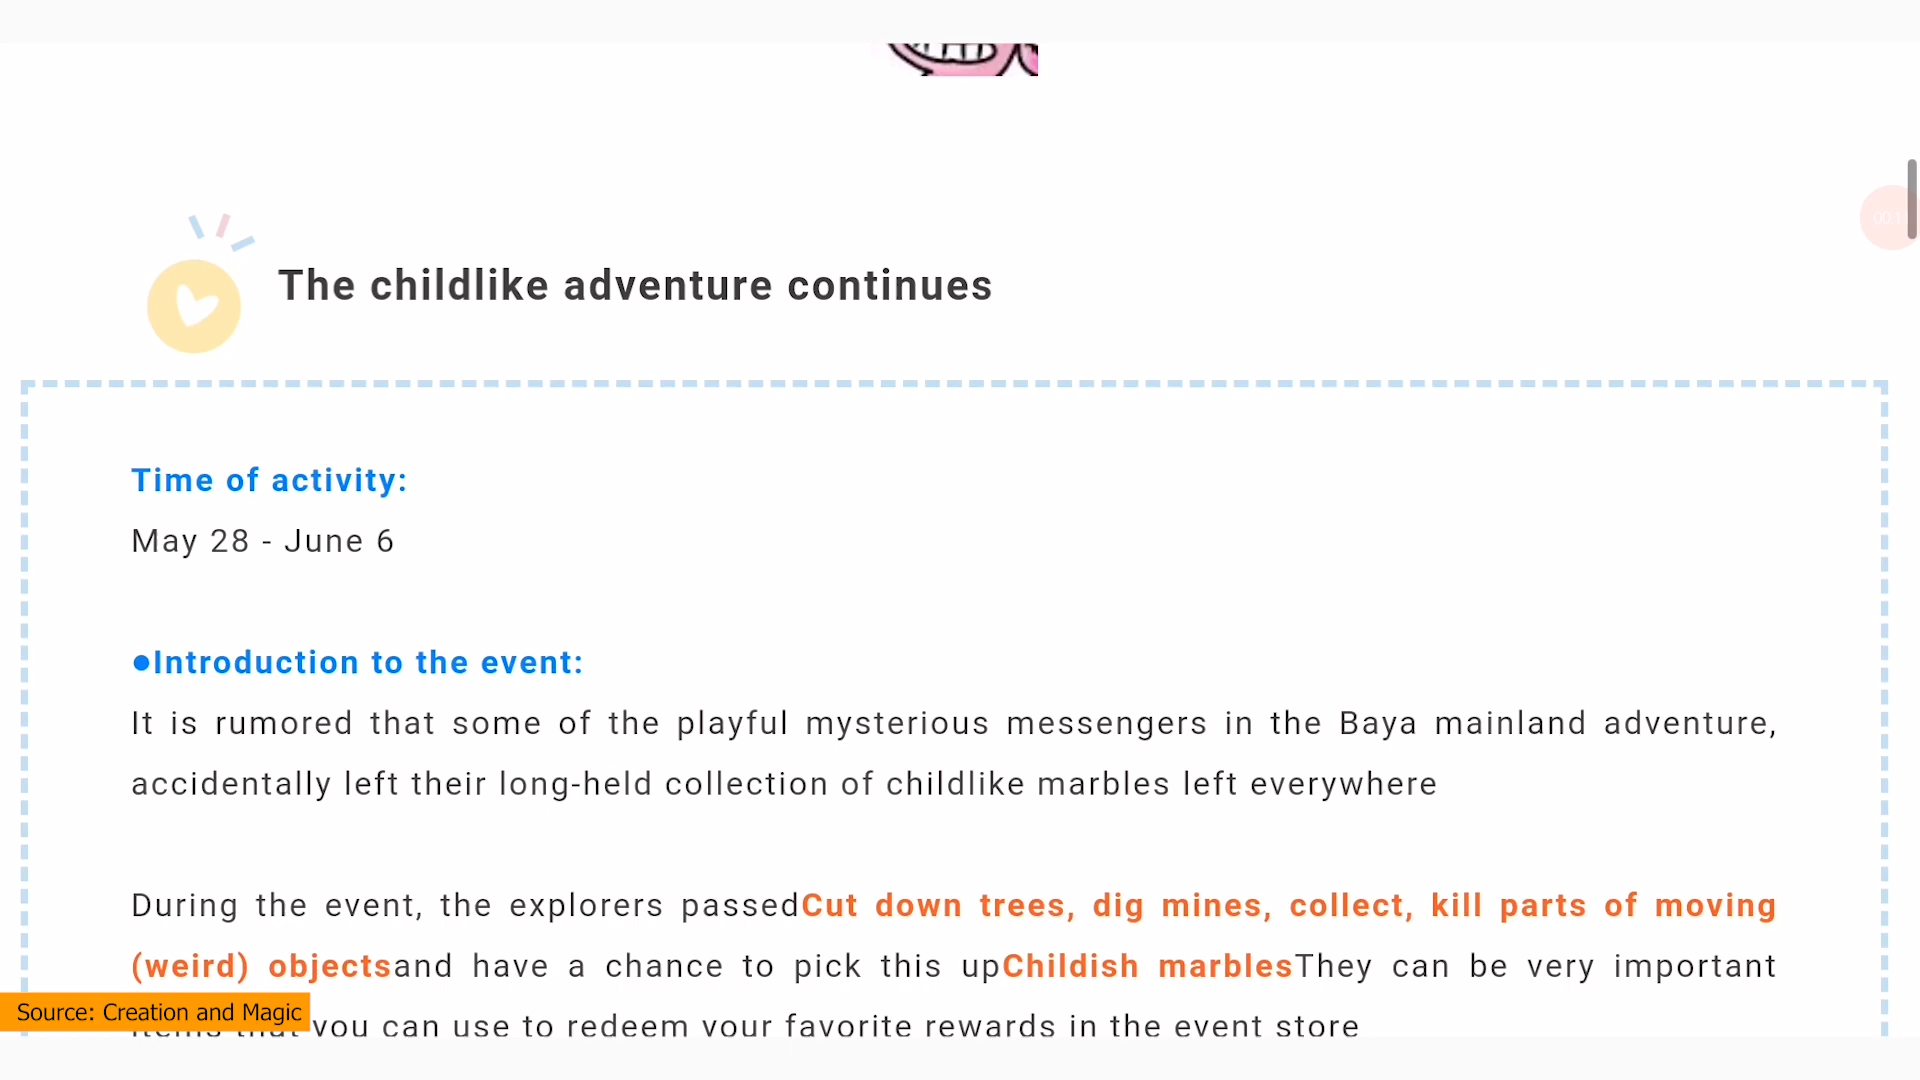 The childlike adventure continues
00:1
Time of activity:
May 28 - June 6
●Introduction to the event:
It is rumored that some of the playful mysterious messengers in the Baya mainland adventure,
accidentally left their long-held collection of childlike marbles left everywhere
During the event, the explorers passedCut down trees, dig mines, collect, kill parts of moving
(weird) objectsand have a chance to pick this upChildish marblesThey can be very important
items that you can use to redeem your favorite rewards in the event store
Source: Creation and Magic